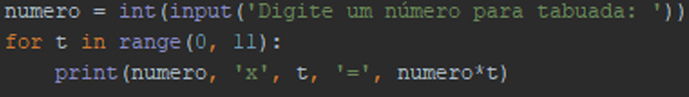 numero = int(input('Digite um número para tabuada: '))
for t in range(0, 11):
    print(numero, 'x', t, '=', numero*t)